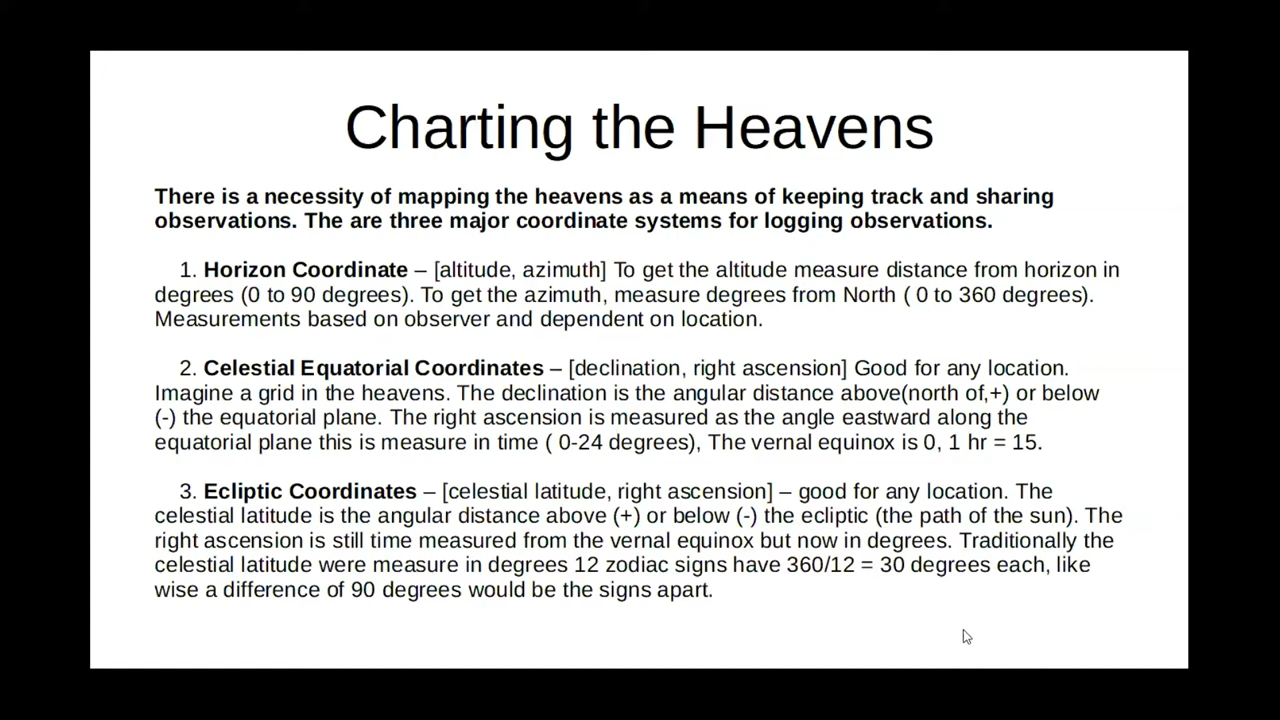 Charting the Heavens
There is a necessity of mapping the heavens as a means of keeping track and sharing
observations. The are three major coordinate systems for logging observations.
1. Horizon Coordinate – [altitude, azimuth] To get the altitude measure distance from horizon in
degrees (0 to 90 degrees). To get the azimuth, measure degrees from North ( 0 to 360 degrees).
Measurements based on observer and dependent on location.
2. Celestial Equatorial Coordinates – [declination, right ascension] Good for any location.
Imagine a grid in the heavens. The declination is the angular distance above(north of,+) or below
(-) the equatorial plane. The right ascension is measured as the angle eastward along the
equatorial plane this is measure in time ( 0-24 degrees), The vernal equinox is 0, 1 hr = 15.
3. Ecliptic Coordinates – [celestial latitude, right ascension] – good for any location. The
celestial latitude is the angular distance above (+) or below (-) the ecliptic (the path of the sun). The
right ascension is still time measured from the vernal equinox but now in degrees. Traditionally the
celestial latitude were measure in degrees 12 zodiac signs have 360/12 = 30 degrees each, like
wise a difference of 90 degrees would be the signs apart.